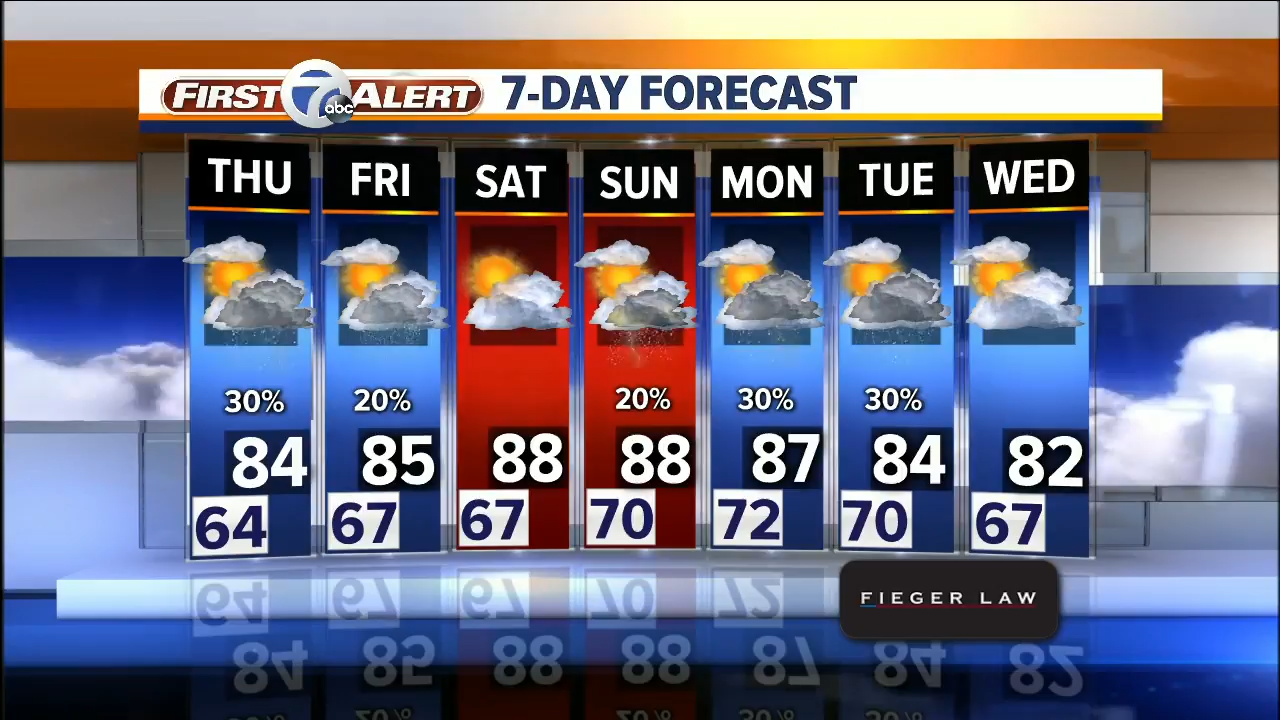 FIRST 7 abc ALERT 7-DAY FORECAST
THU FRI SAT SUN MON TUE WED
30% 20% 20% 30% 30%
84 85 88 88 87 84 82
64 67 67 70 72 70 67
FIEGER LAW